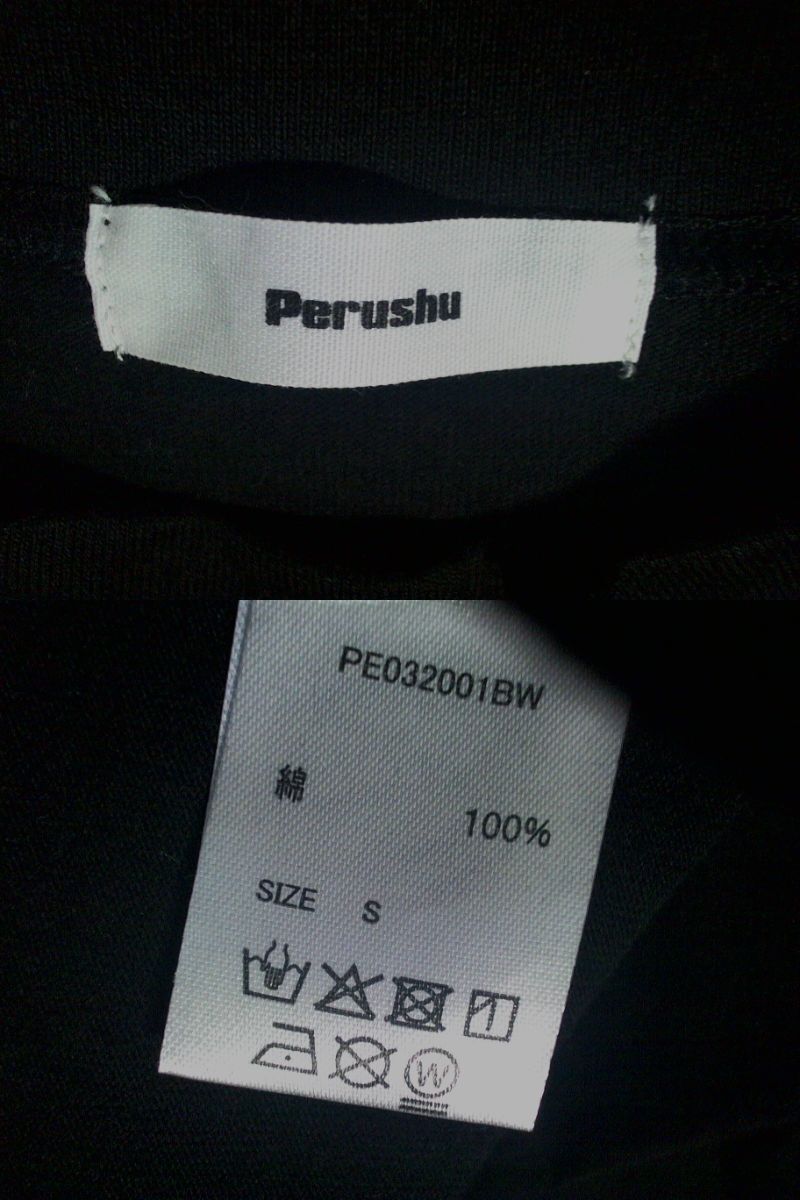 Perushu
PE032001BW
綿
100%
SIZE S
W